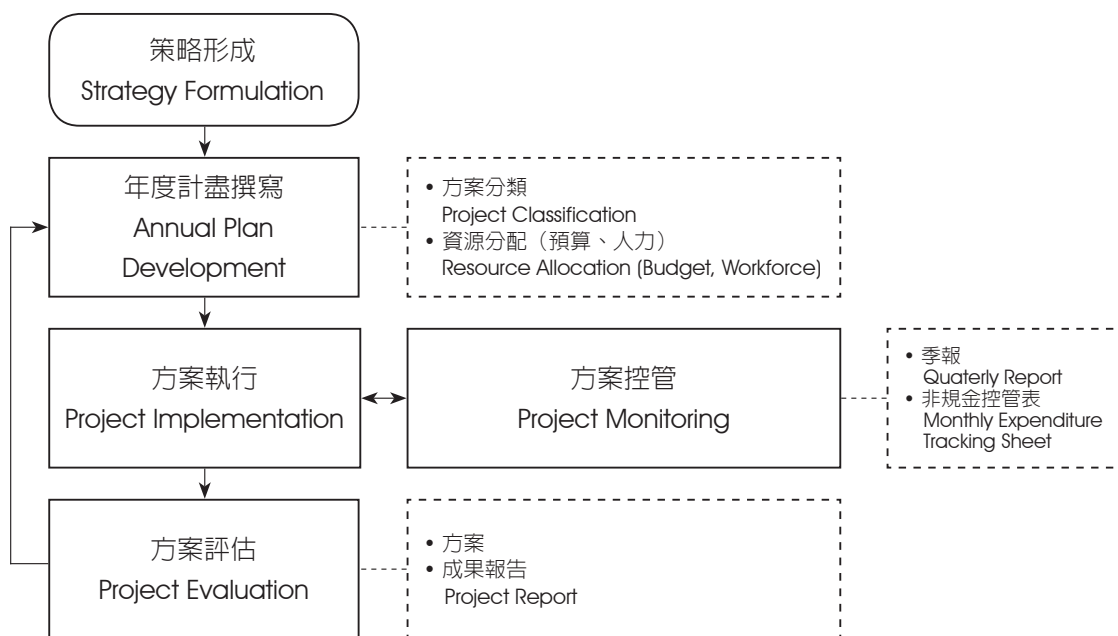 策略形成
Strategy Formulation
年度計畫撰寫
Annual Plan
Development
• 方案分類
Project Classification
• 資源分配（預算、人力）
Resource Allocation (Budget, Workforce)
方案執行
Project Implementation
方案控管
Project Monitoring
• 季報
Quaterly Report
• 非規金控管表
Monthly Expenditure
Tracking Sheet
方案評估
Project Evaluation
• 方案
• 成果報告
Project Report